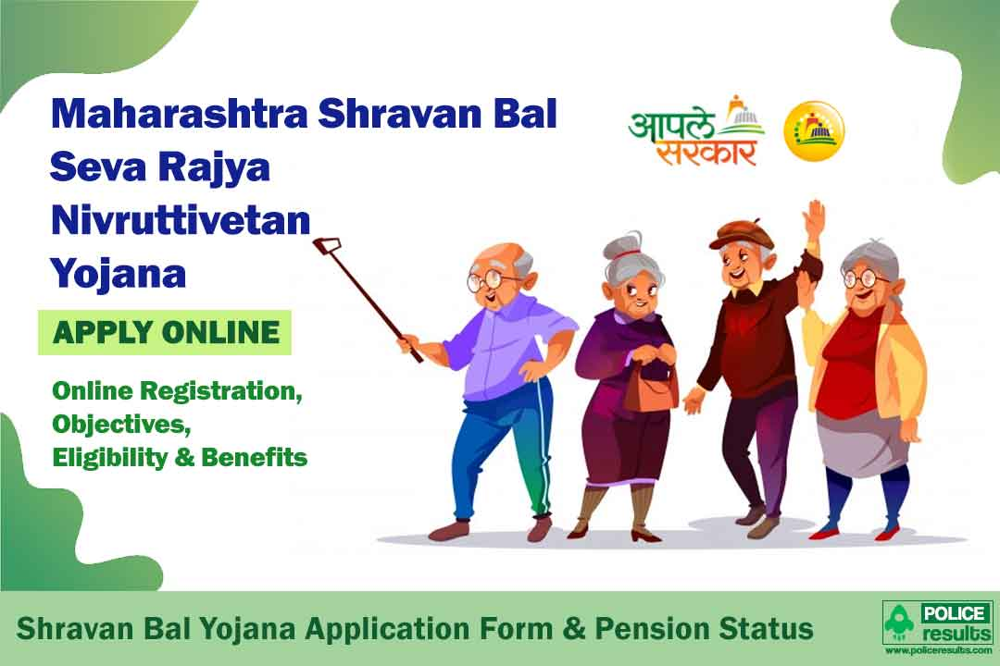 Maharashtra Shravan Bal
Seva Rajya
Nivruttivetan
Yojana
आपले
सरकार
APPLY ONLINE
Online Registration,
Objectives,
Eligibility & Benefits
Shravan Bal Yojana Application Form & Pension Status
POLICE
results
www.policeresults.com